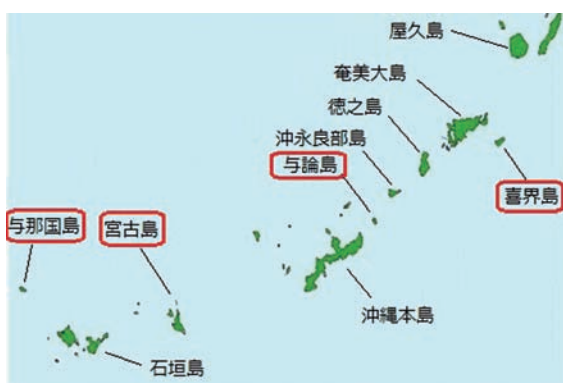 屋久島
奄美大島
徳之島
沖永良部島
与論島
喜界島
与那国島
宮古島
沖縄本島
石垣島